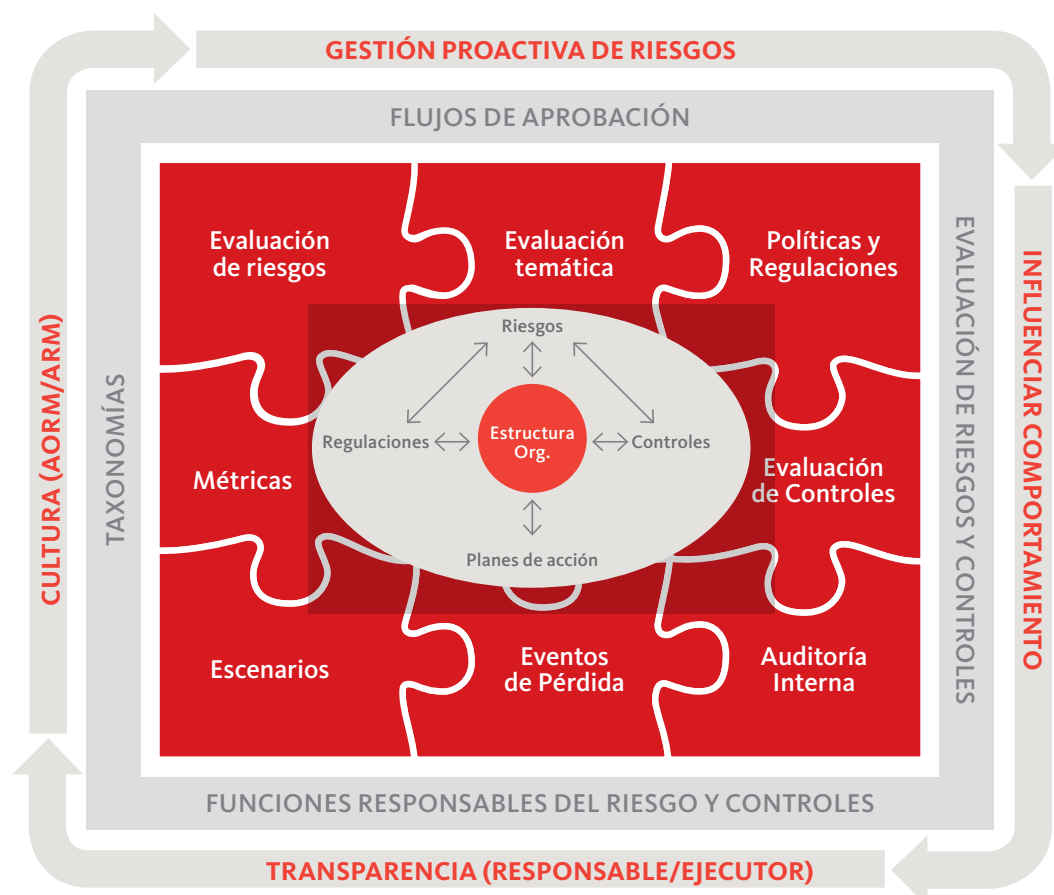 GESTIÓN PROACTIVA DE RIESGOS
FLUJOS DE APROBACIÓN
Evaluación
de riesgos
Evaluación
temática
Políticas y
Regulaciones
CULTURA (AORM/ARM)
TAXONOMÍAS
EVALUACIÓN DE RIESGOS Y CONTROLES
INFLUENCIAR COMPORTAMIENTO
Riesgos
Regulaciones
Estructura
Org.
Controles
Planes de acción
Métricas
Evaluación
de Controles
Escenarios
Eventos
de Pérdida
Auditoría
Interna
FUNCIONES RESPONSABLES DEL RIESGO Y CONTROLES
TRANSPARENCIA (RESPONSABLE/EJECUTOR)